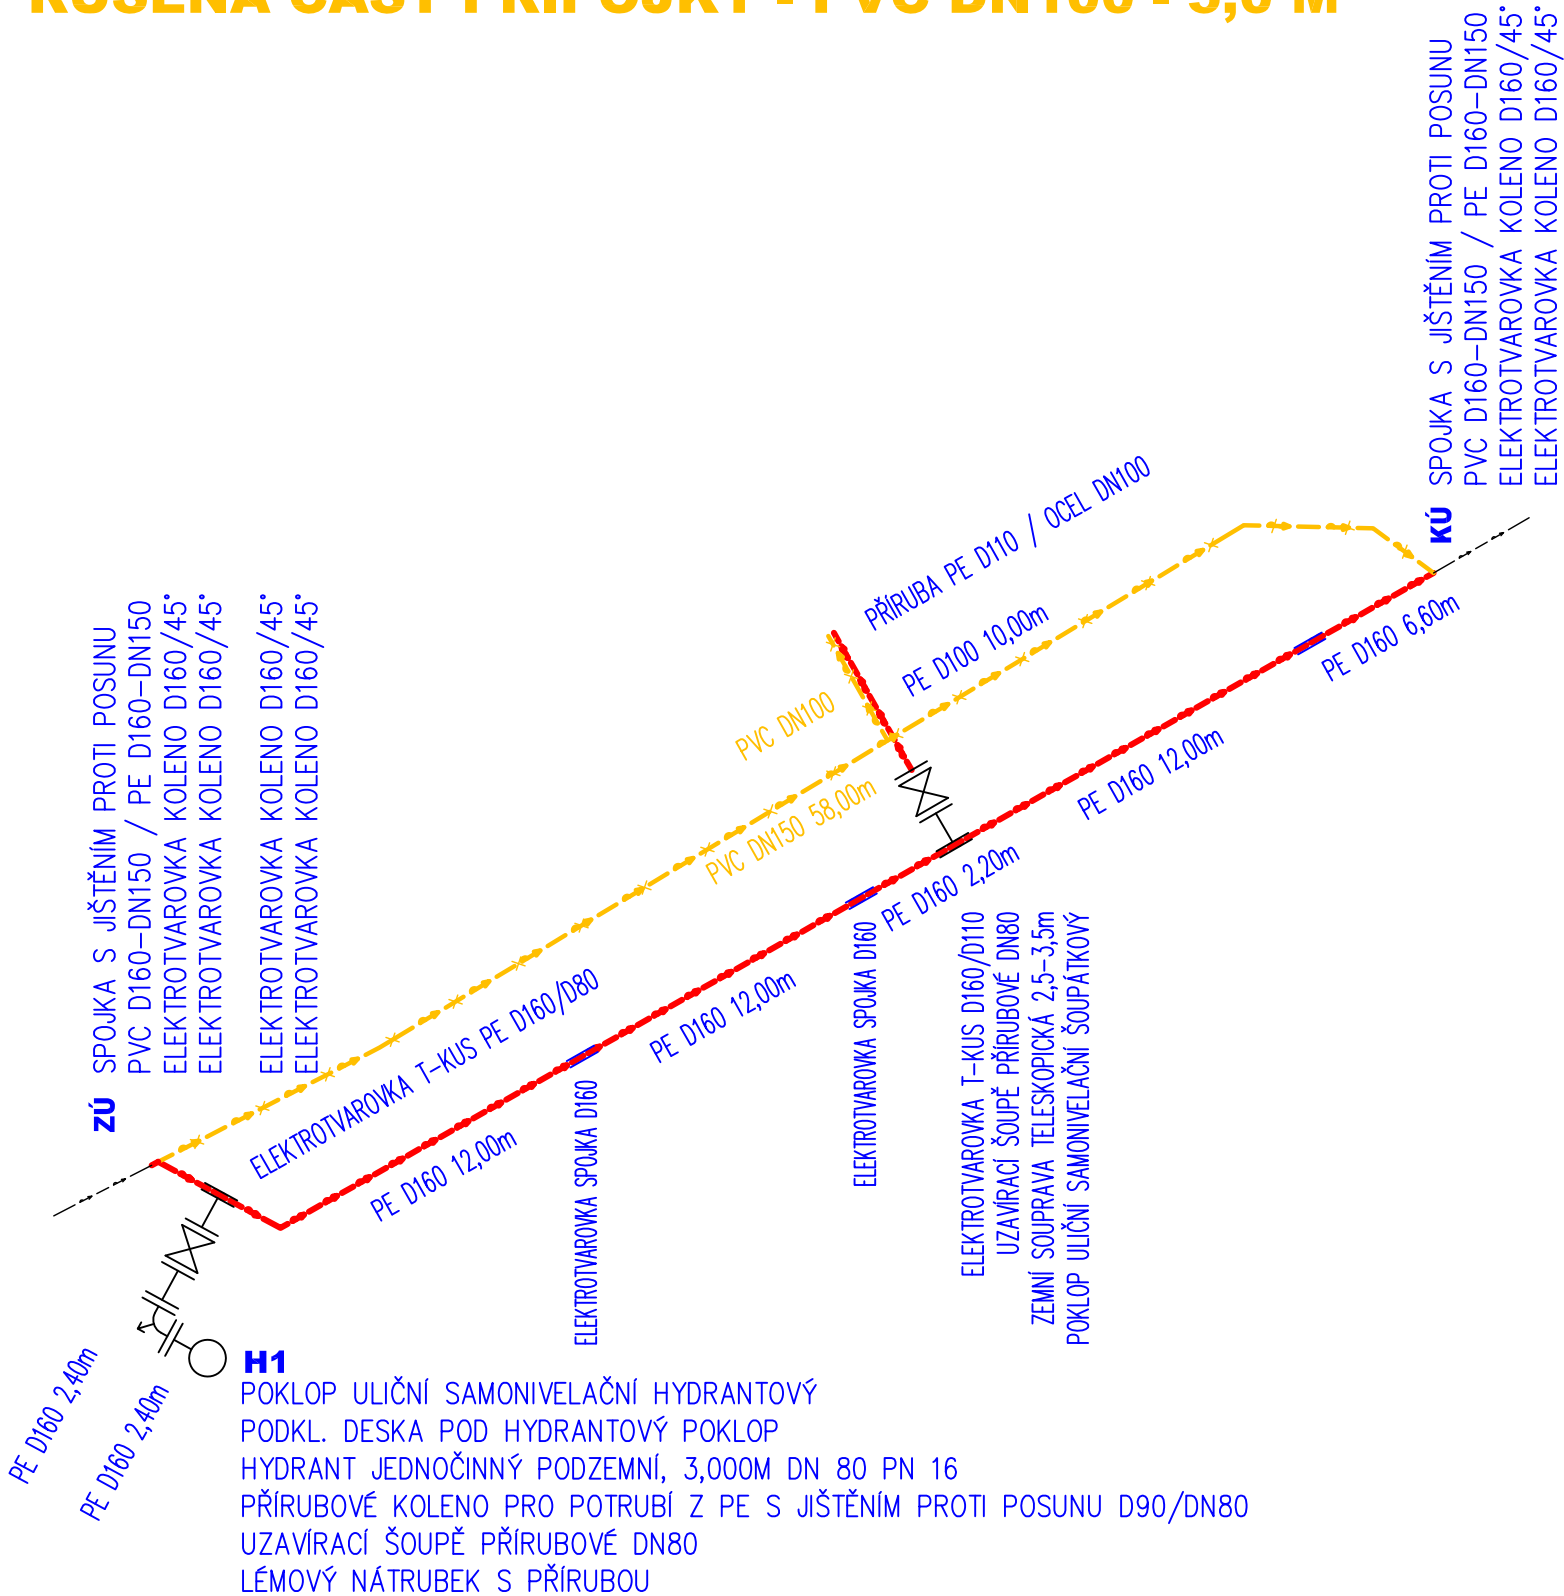 PVC DN100 - 5,0 M
KÚ
SPOJKA S JIŠTĚNÍM PROTI POSUNU
PVC D160-DN150 / PE D160-DN150
ELEKTROTVAROVKA KOLENO D160/45°
ELEKTROTVAROVKA KOLENO D160/45°
PŘÍRUBA PE D110 / OCEL DN100
PE D100 10,00m
PE D160 6,60m
PVC DN100
PVC DN150 58,00m
PE D160 12,00m
ZÚ
SPOJKA S JIŠTĚNÍM PROTI POSUNU
PVC D160-DN150 / PE D160-DN150
ELEKTROTVAROVKA KOLENO D160/45°
ELEKTROTVAROVKA KOLENO D160/45°
ELEKTROTVAROVKA KOLENO D160/45°
ELEKTROTVAROVKA KOLENO D160/45°
PE D160 2,20m
ELEKTROTVAROVKA T-KUS PE D160/D80
PE D160 12,00m
PE D160 12,00m
ELEKTROTVAROVKA SPOJKA D160
ELEKTROTVAROVKA SPOJKA D160
ELEKTROTVAROVKA T-KUS D160/D110
UZAVÍRACÍ ŠOUPĚ PŘÍRUBOVÉ DN80
ZEMNÍ SOUPRAVA TELESKOPICKÁ 2,5-3,5m
POKLOP ULIČNÍ SAMONIVELAČNÍ ŠOUPÁTKOVÝ
PE D160 2,40m
PE D160 2,40m
H1
POKLOP ULIČNÍ SAMONIVELAČNÍ HYDRANTOVÝ
PODKL. DESKA POD HYDRANTOVÝ POKLOP
HYDRANT JEDNOČINNÝ PODZEMNÍ, 3,000M DN 80 PN 16
PŘÍRUBOVÉ KOLENO PRO POTRUBÍ Z PE S JIŠTĚNÍM PROTI POSUNU D90/DN80
UZAVÍRACÍ ŠOUPĚ PŘÍRUBOVÉ DN80
LÉMOVÝ NÁTRUBEK S PŘÍRUBOU